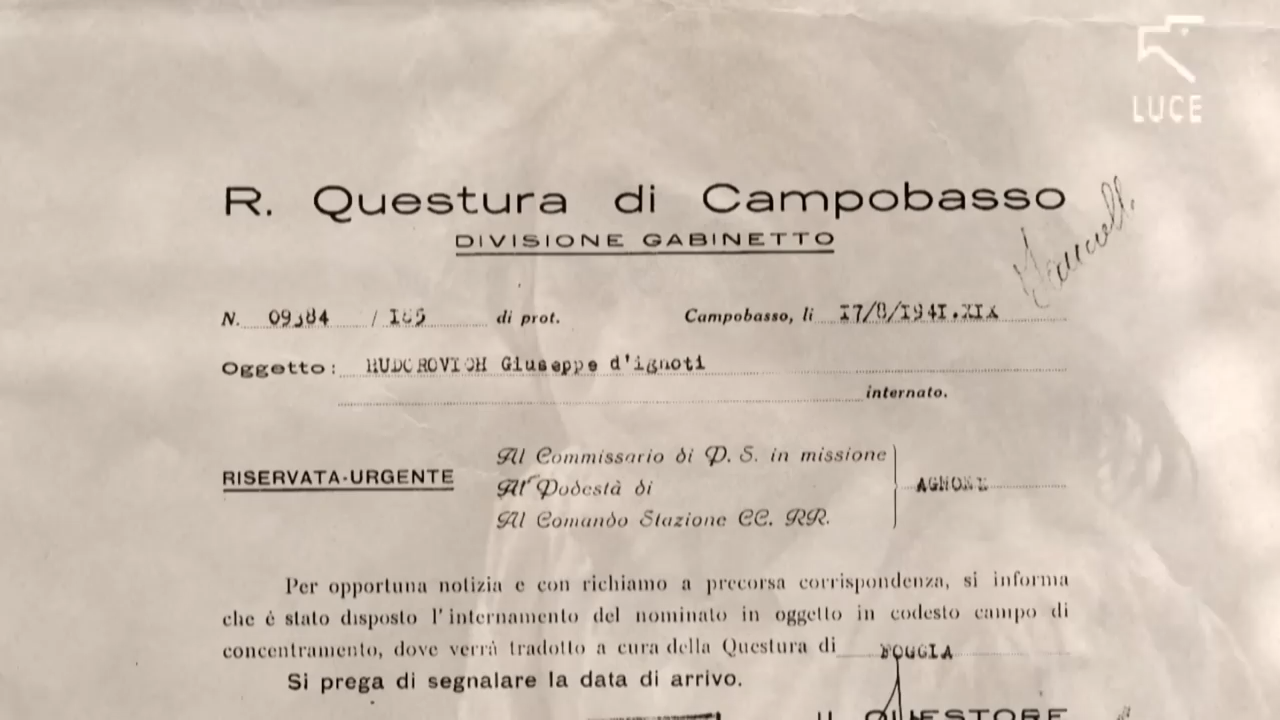 LUCE
R. Questura di Campobasso
DIVISIONE GABINETTO
N. 09384 / 165 di prot. Campobasso, li 17/8/1941.XIX
Oggetto: HUDOROVICH Giuseppe d'ignoti
internato.
RISERVATA-URGENTE
Al Commissario di P. S. in missione
Al Podestà di AGNONE
Al Comando Stazione CC. RR.
Per opportuna notizia e con richiamo a precorsa corrispondenza, si informa
che è stato disposto l'internamento del nominato in oggetto in codesto campo di
concentramento, dove verrà tradotto a cura della Questura di FOGGIA
Si prega di segnalare la data di arrivo.
IL QUESTORE